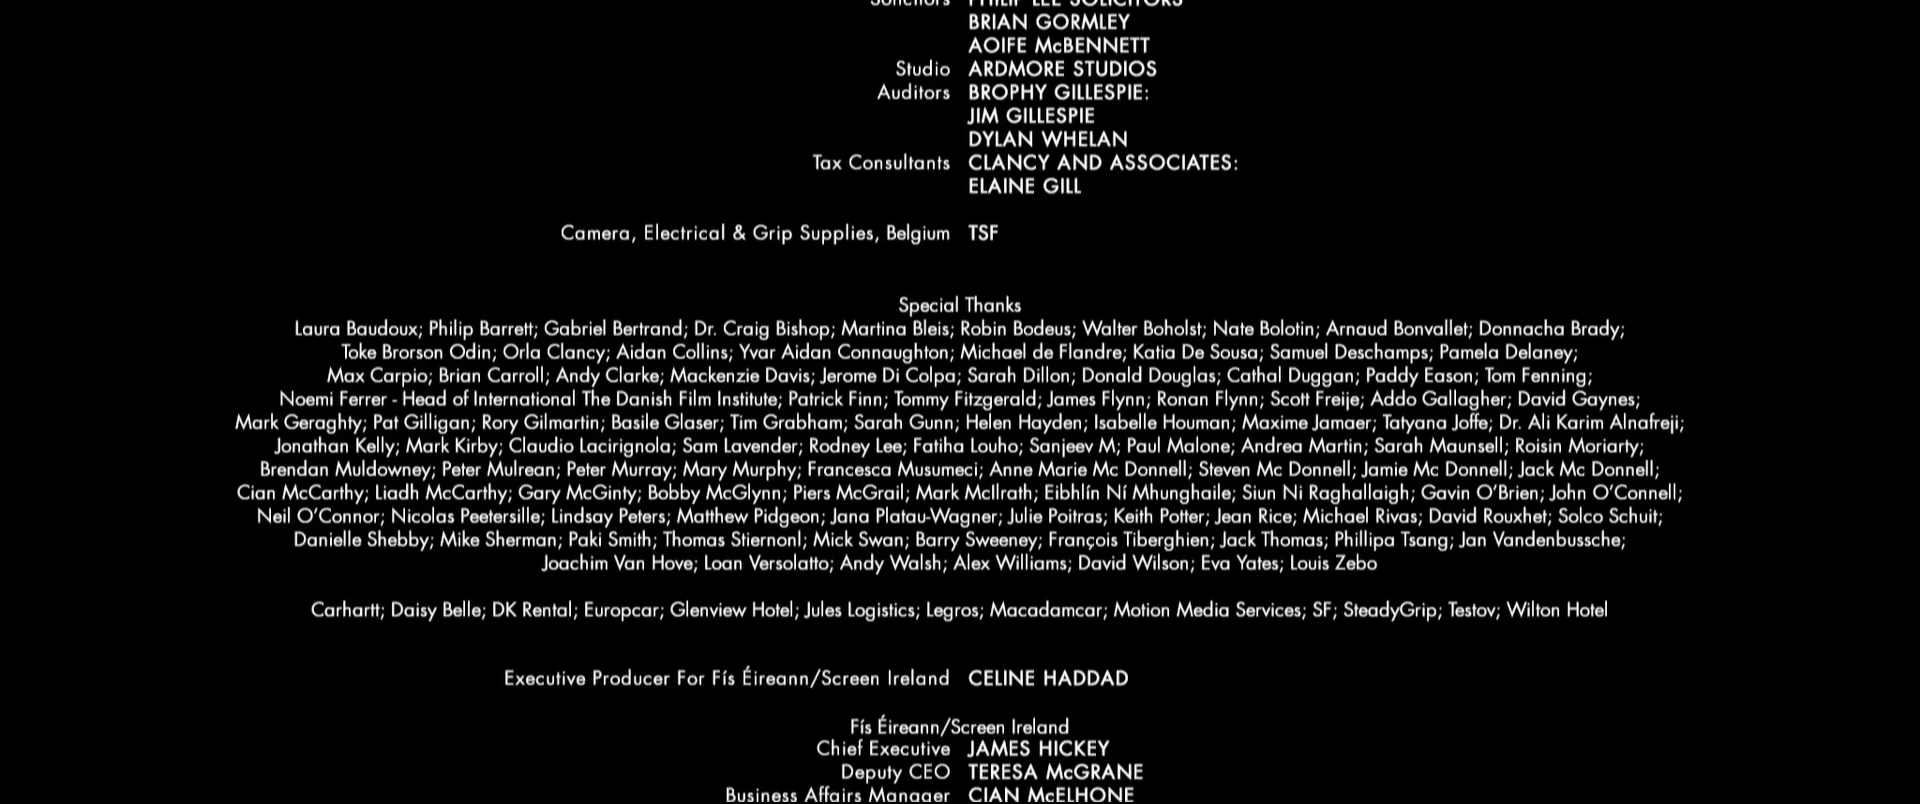 Solicitors PHILIP LEE SOLICITORS
BRIAN GORMLEY
AOIFE McBENNETT
Studio ARDMORE STUDIOS
Auditors BROPHY GILLESPIE:
JIM GILLESPIE
DYLAN WHELAN
Tax Consultants CLANCY AND ASSOCIATES:
ELAINE GILL
Camera, Electrical & Grip Supplies, Belgium TSF
Special Thanks
Laura Baudoux; Philip Barrett; Gabriel Bertrand; Dr. Craig Bishop; Martina Bleis; Robin Bodeus; Walter Boholst; Nate Bolotin; Arnaud Bonvallet; Donnacha Brady;
Toke Brorson Odin; Orla Clancy; Aidan Collins; Yvar Aidan Connaughton; Michael de Flandre; Katia De Sousa; Samuel Deschamps; Pamela Delaney;
Max Carpio; Brian Carroll; Andy Clarke; Mackenzie Davis; Jerome Di Colpa; Sarah Dillon; Donald Douglas; Cathal Duggan; Paddy Eason; Tom Fenning;
Noemi Ferrer - Head of International The Danish Film Institute; Patrick Finn; Tommy Fitzgerald; James Flynn; Ronan Flynn; Scott Freije; Addo Gallagher; David Gaynes;
Mark Geraghty; Pat Gilligan; Rory Gilmartin; Basile Glaser; Tim Grabham; Sarah Gunn; Helen Hayden; Isabelle Houman; Maxime Jamaer; Tatyana Joffe; Dr. Ali Karim Alnafreji;
Jonathan Kelly; Mark Kirby; Claudio Lacirignola; Sam Lavender; Rodney Lee; Fatiha Louho; Sanjeev M; Paul Malone; Andrea Martin; Sarah Maunsell; Roisin Moriarty;
Brendan Muldowney; Peter Mulrean; Peter Murray; Mary Murphy; Francesca Musumeci; Anne Marie Mc Donnell; Steven Mc Donnell; Jamie Mc Donnell; Jack Mc Donnell;
Cian McCarthy; Liadh McCarthy; Gary McGinty; Bobby McGlynn; Piers McGrail; Mark McIlrath; Eibhlín Ní Mhunghaile; Siun Ni Raghallaigh; Gavin O'Brien; John O'Connell;
Neil O'Connor; Nicolas Peetersille; Lindsay Peters; Matthew Pidgeon; Jana Platau-Wagner; Julie Poitras; Keith Potter; Jean Rice; Michael Rivas; David Rouxhet; Solco Schuit;
Danielle Shebby; Mike Sherman; Paki Smith; Thomas Stiernonl; Mick Swan; Barry Sweeney; François Tiberghien; Jack Thomas; Phillipa Tsang; Jan Vandenbussche;
Joachim Van Hove; Loan Versolatto; Andy Walsh; Alex Williams; David Wilson; Eva Yates; Louis Zebo
Carhartt; Daisy Belle; DK Rental; Europcar; Glenview Hotel; Jules Logistics; Legros; Macadamcar; Motion Media Services; SF; SteadyGrip; Testov; Wilton Hotel
Executive Producer For Fís Éireann/Screen Ireland CELINE HADDAD
Fís Éireann/Screen Ireland
Chief Executive JAMES HICKEY
Deputy CEO TERESA McGRANE
Business Affairs Manager CIAN McELHONE